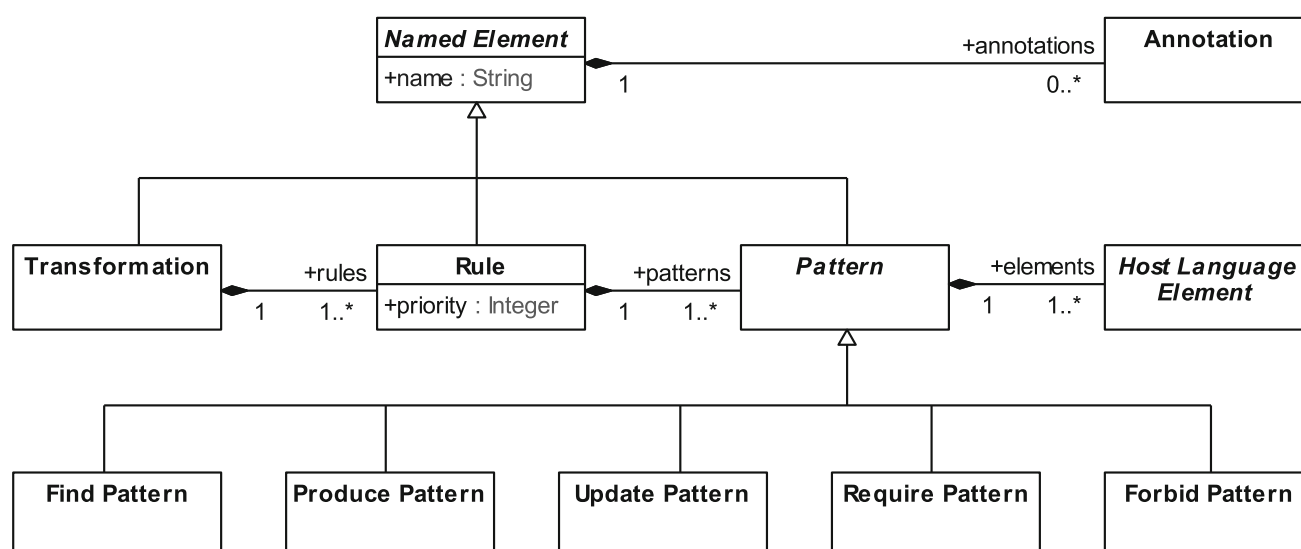 Named Element
+annotations
Annotation
+name : String
1
0..*
Transformation
+rules
Rule
+patterns
Pattern
+elements
Host Language
Element
1
1..*
+priority : Integer
1
1..*
1
1..*
Find Pattern
Produce Pattern
Update Pattern
Require Pattern
Forbid Pattern